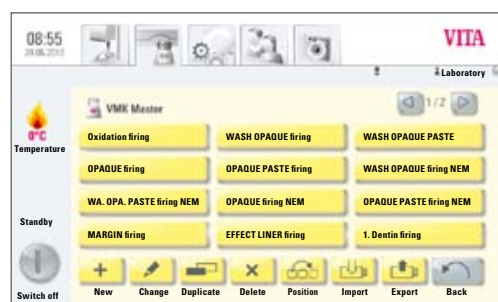 08:55
VITA
28.06.2013
! Laboratory
VMK Master
1/2
0°C
Temperature
Oxidation firing
WASH OPAQUE firing
WASH OPAQUE PASTE
OPAQUE firing
OPAQUE PASTE firing
WASH OPAQUE firing NEM
WA. OPA. PASTE firing NEM
OPAQUE firing NEM
OPAQUE PASTE firing NEM
Standby
MARGIN firing
EFFECT LINER firing
1. Dentin firing
Switch off
New
Change
Duplicate
Delete
Position
Import
Export
Back